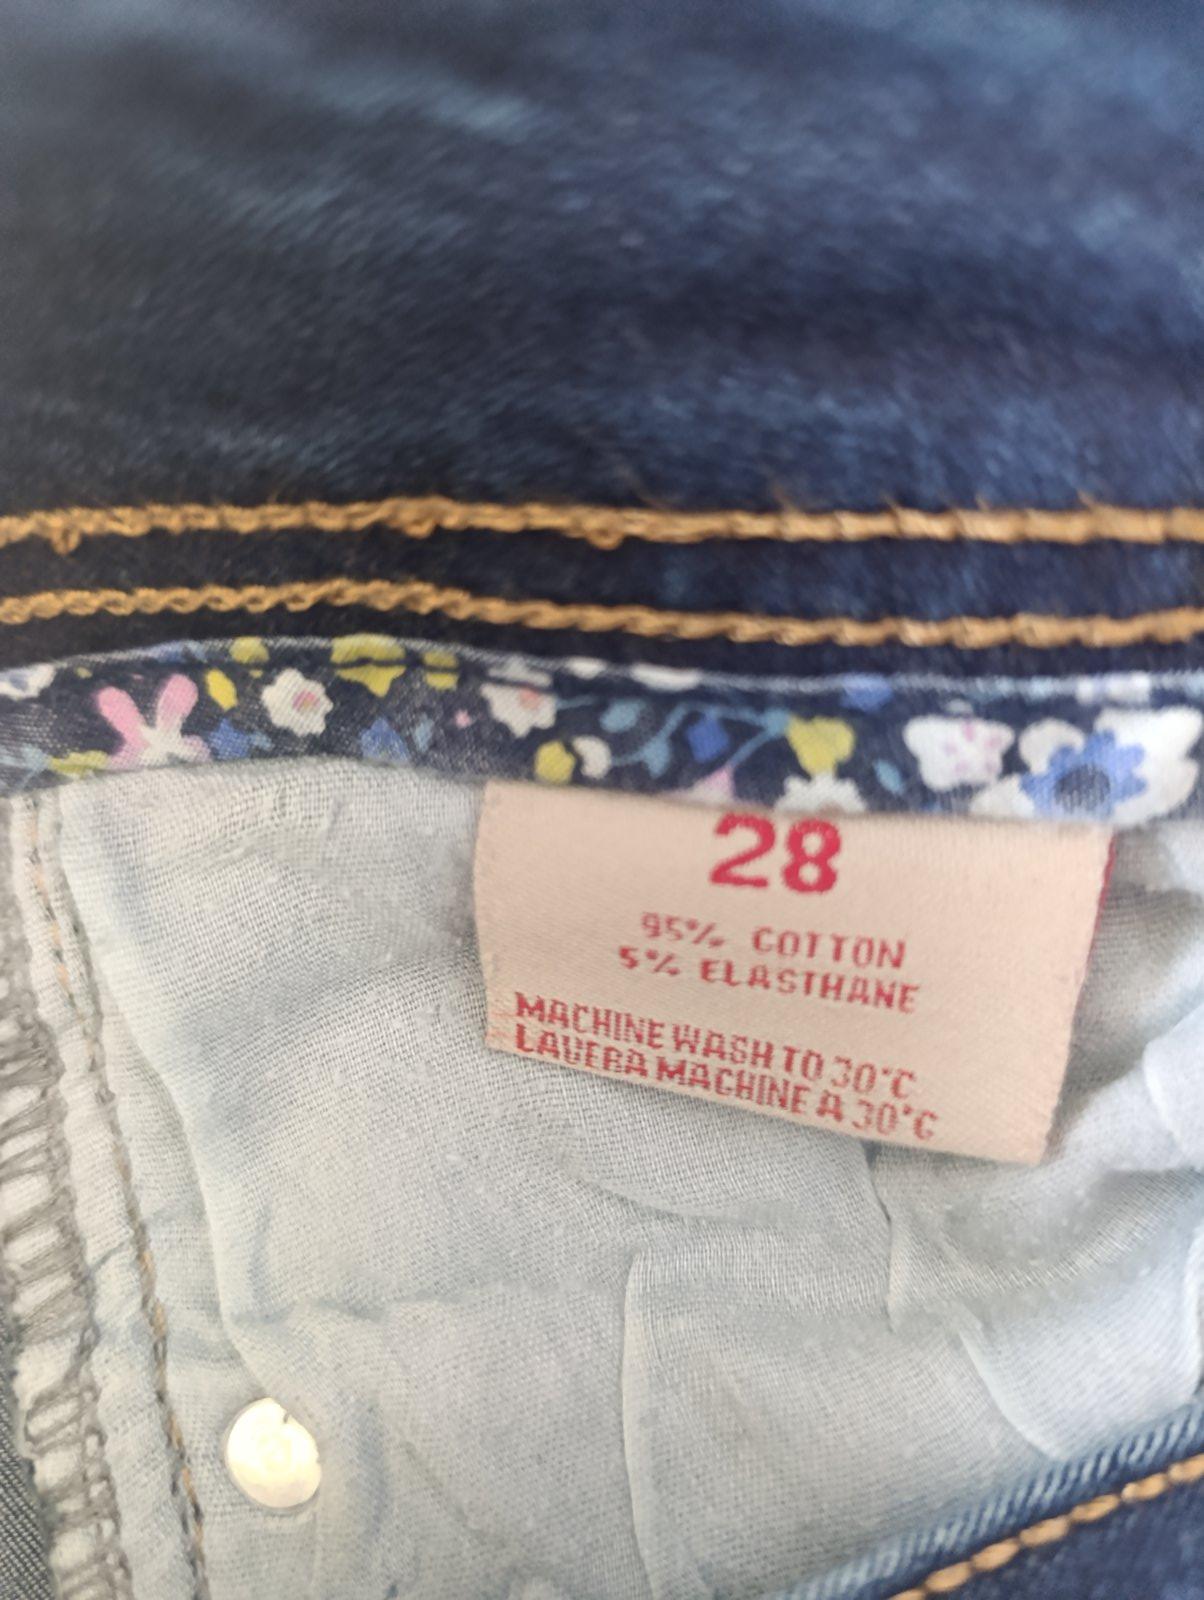 28
95% COTTON
5% ELASTHANE
MACHINE WASH TO 30°C
LAVERA MACHINE A 30°C